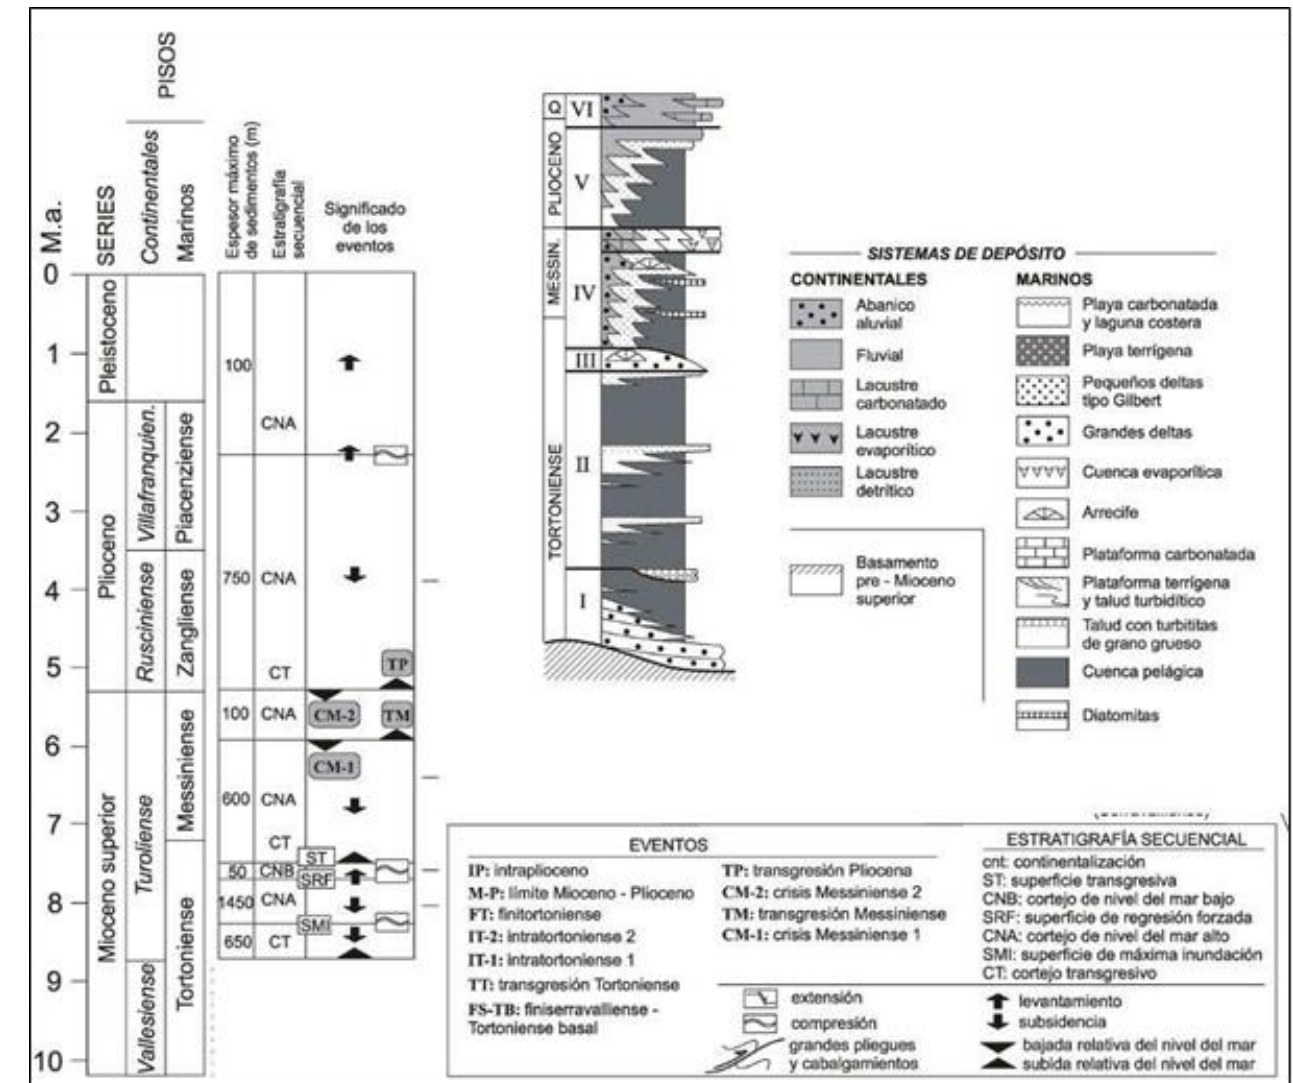 PISOS
M.a.
SERIES
Continentales
Marinos
Espesor máximo
de sedimentos (m)
Estratigrafía
secuencial
Significado
de los
eventos
0
1
2
3
4
5
6
7
8
9
10
Pleistoceno
Plioceno
Mioceno superior
Villafranquien.
Rusciniense
Turoliense
Vallesiense
Piacenziense
Zangliense
Messiniense
Tortoniense
100
CNA
750
CNA
CT
TP
100
CNA
CM-2
TM
CM-1
600
CNA
CT
ST
50
CNB
SRF
1450
CNA
SMI
650
CT
Q
PLIOCENO
MESSIN.
TORTONIENSE
VI
V
IV
III
II
I
SISTEMAS DE DEPÓSITO
CONTINENTALES
Abanico
aluvial
Fluvial
Lacustre
carbonatado
Lacustre
evaporítico
Lacustre
detrítico
Basamento
pre - Mioceno
superior
MARINOS
Playa carbonatada
y laguna costera
Playa terrígena
Pequeños deltas
tipo Gilbert
Grandes deltas
Cuenca evaporítica
Arrecife
Plataforma carbonatada
Plataforma terrígena
y talud turbidítico
Talud con turbititas
de grano grueso
Cuenca pelágica
Diatomitas
EVENTOS
IP: intraplioceno
M-P: límite Mioceno - Plioceno
FT: finitortoniense
IT-2: intratortoniense 2
IT-1: intratortoniense 1
TT: transgresión Tortoniense
FS-TB: finiserravalliense -
Tortoniense basal
TP: transgresión Pliocena
CM-2: crisis Messiniense 2
TM: transgresión Messiniense
CM-1: crisis Messiniense 1
extensión
compresión
grandes pliegues
y cabalgamientos
ESTRATIGRAFÍA SECUENCIAL
cnt: continentalización
ST: superficie transgresiva
CNB: cortejo de nivel del mar bajo
SRF: superficie de regresión forzada
CNA: cortejo de nivel del mar alto
SMI: superficie de máxima inundación
CT: cortejo transgresivo
levantamiento
subsidencia
bajada relativa del nivel del mar
subida relativa del nivel del mar